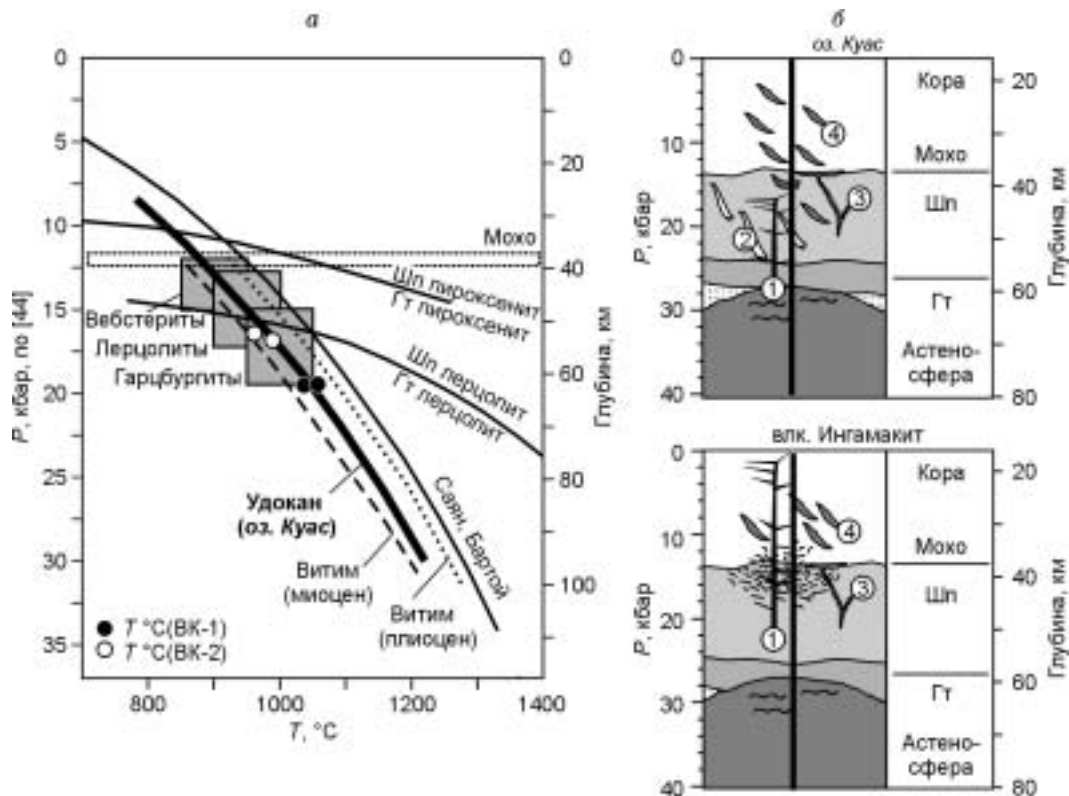 а
0
5
10
15
20
25
30
35
P, кбар, по [44]
0
20
40
60
80
100
Глубина, км
Мохо
Шп пироксенит
Гт пироксенит
Вебстериты
Лерцолиты
Гарцбургиты
Шп лерцолит
Гт лерцолит
Удокан
(оз. Куас)
Саян, Бартой
Витим
(миоцен)
Витим
(плиоцен)
T °C(ВК-1)
T °C(ВК-2)
800
1000
1200
1400
T, °C
б
оз. Куас
0
10
20
30
40
P, кбар
1
2
3
4
Кора
Мохо
Шп
Гт
Астено-
сфера
20
40
60
80
Глубина, км
влк. Ингамакит
0
10
20
30
40
P, кбар
1
3
4
Кора
Мохо
Шп
Гт
Астено-
сфера
20
40
60
80
Глубина, км